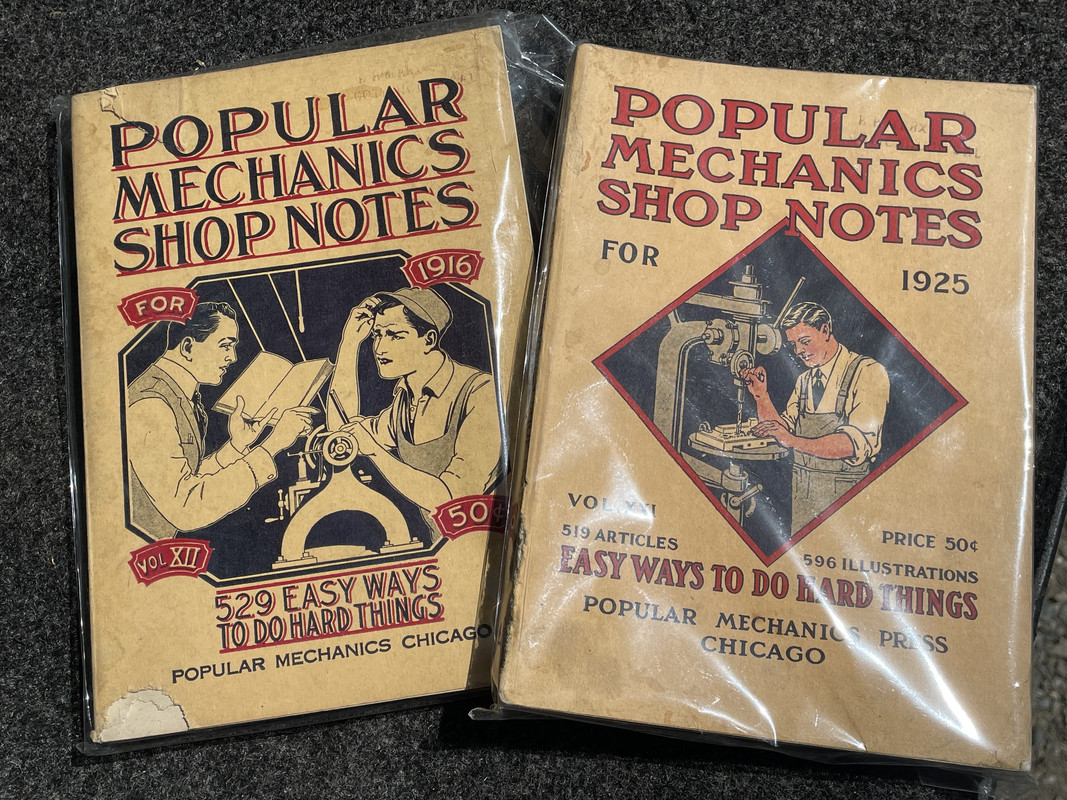 POPULAR
MECHANICS
SHOP NOTES
FOR
1916
50¢
VOL XII
529 EASY WAYS
TO DO HARD THINGS
POPULAR MECHANICS CHICAGO
POPULAR
MECHANICS
SHOP NOTES
FOR
1925
VOL XXI
519 ARTICLES
PRICE 50¢
596 ILLUSTRATIONS
EASY WAYS TO DO HARD THINGS
POPULAR MECHANICS PRESS
CHICAGO